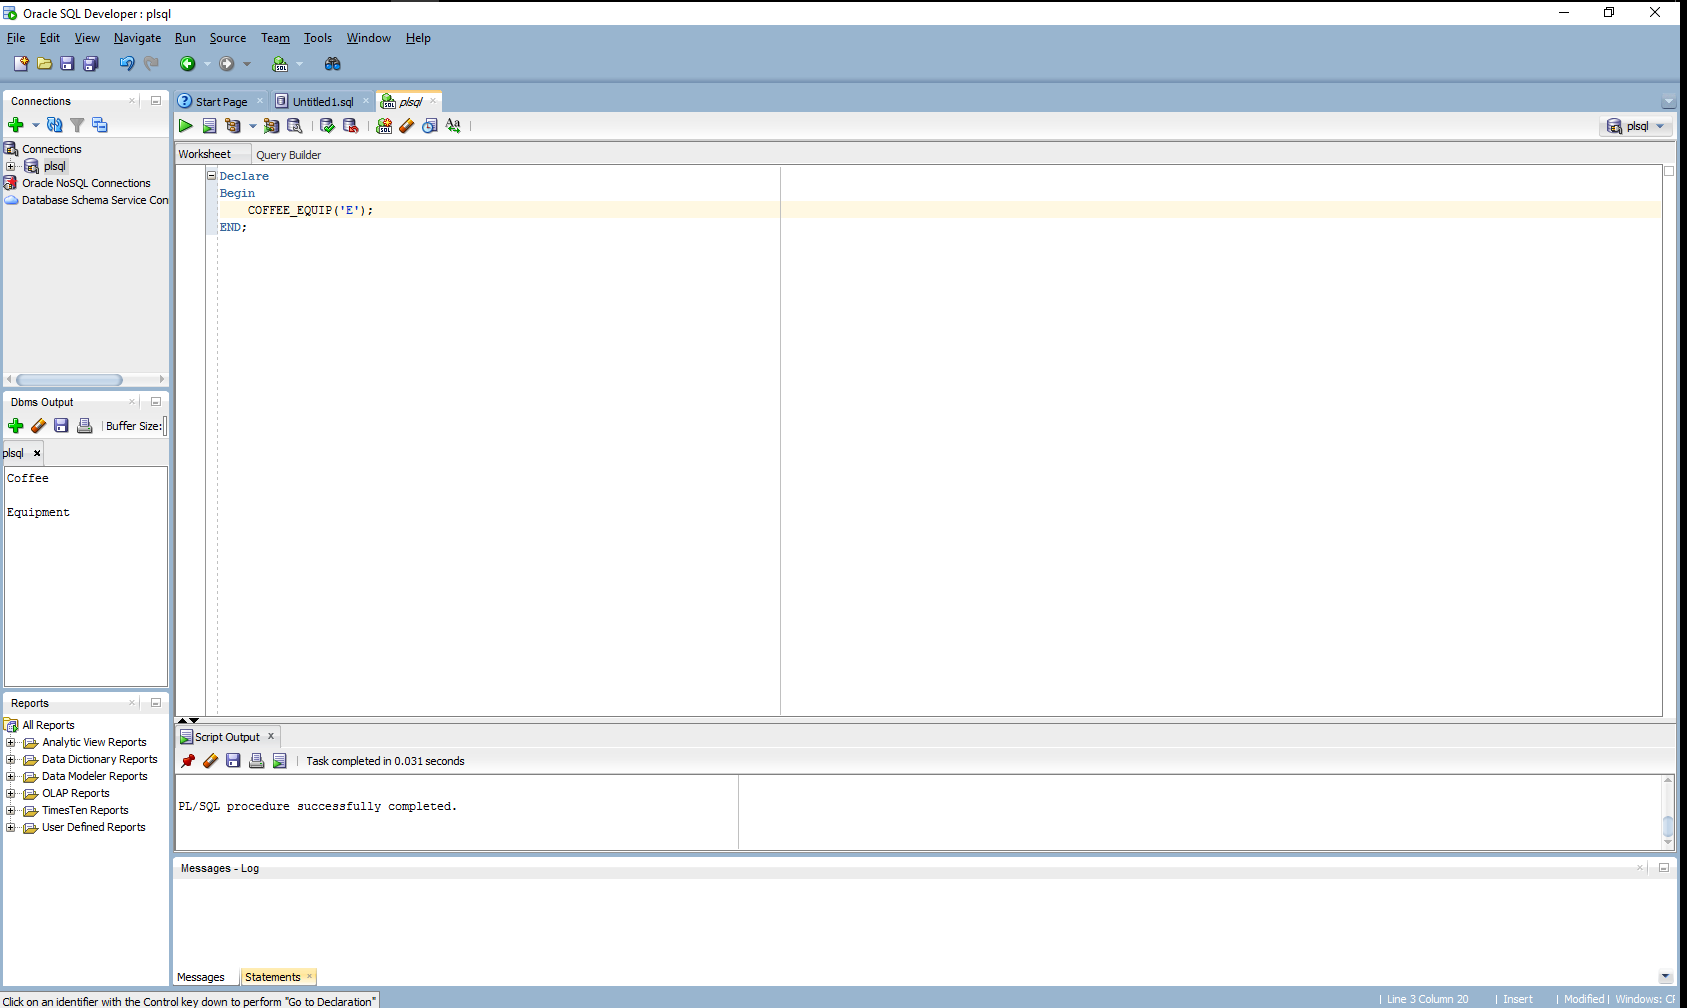 Oracle SQL Developer : plsql
File Edit View Navigate Run Source Team Tools Window Help
Connections
Connections
plsql
Oracle NoSQL Connections
Database Schema Service Con
Dbms Output
Buffer Size:
plsql
Coffee
Equipment
Reports
All Reports
Analytic View Reports
Data Dictionary Reports
Data Modeler Reports
OLAP Reports
TimesTen Reports
User Defined Reports
Start Page Untitled1.sql plsql
plsql
Worksheet Query Builder
Declare
Begin
COFFEE_EQUIP('E');
END;
Script Output
Task completed in 0.031 seconds
PL/SQL procedure successfully completed.
Messages - Log
Messages Statements
Click on an identifier with the Control key down to perform "Go to Declaration"
| Line 3 Column 20 | Insert | Modified | Windows: CF